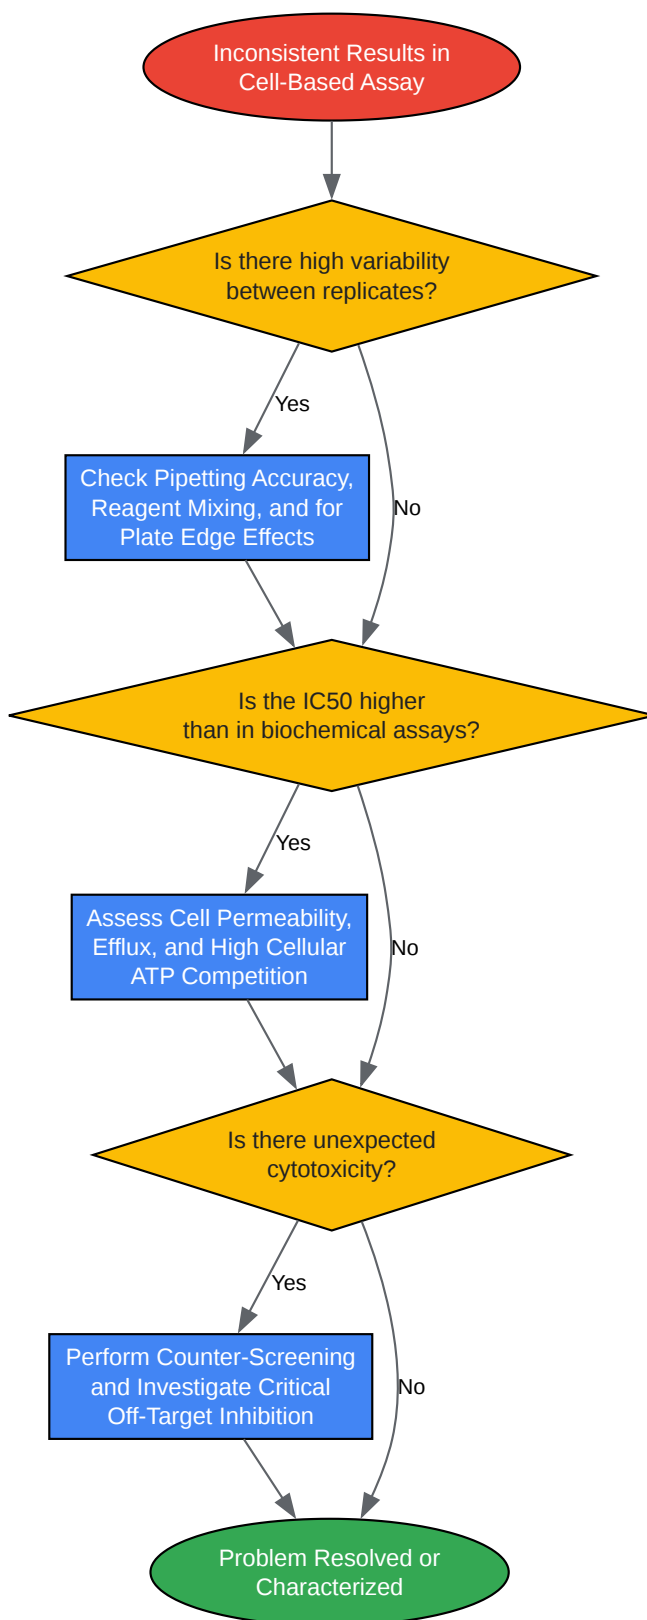 Inconsistent Results in
Cell-Based Assay
Is there high variability
between replicates?
Yes
Check Pipetting Accuracy,
Reagent Mixing, and for
Plate Edge Effects
No
Is the IC50 higher
than in biochemical assays?
Yes
Assess Cell Permeability,
Efflux, and High Cellular
ATP Competition
No
Is there unexpected
cytotoxicity?
Yes
Perform Counter-Screening
and Investigate Critical
Off-Target Inhibition
No
Problem Resolved or
Characterized